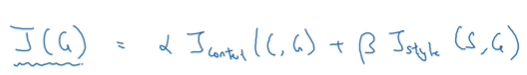 J(G) = α J_content(C,G) + β J_style(S,G)